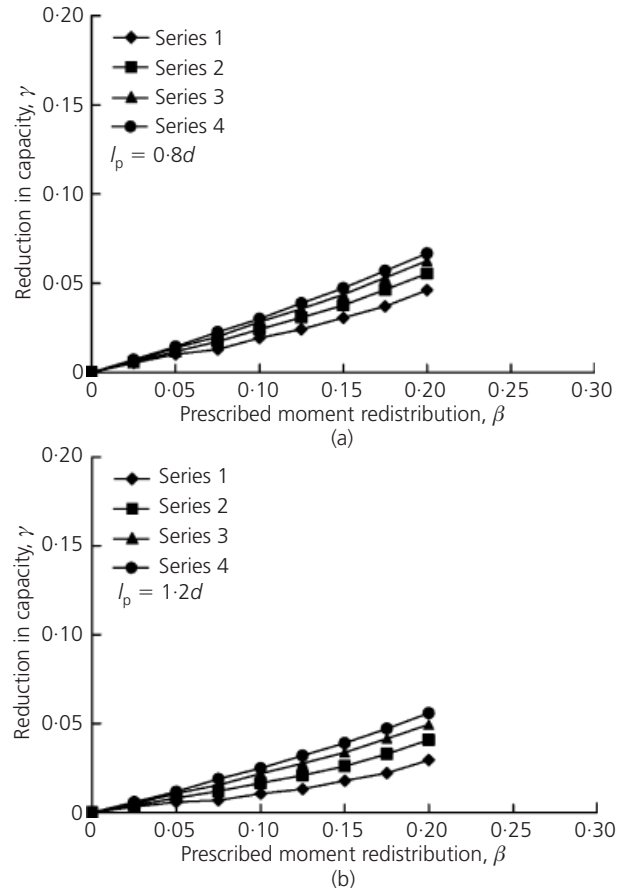 0·20
Series 1
Series 2
0·15
Series 3
Series 4
lp = 0·8d
0·10
Reduction in capacity, γ
0·05
0
0 0·05 0·10 0·15 0·20 0·25 0·30
Prescribed moment redistribution, β
(a)
0·20
Series 1
Series 2
0·15
Series 3
Series 4
lp = 1·2d
0·10
Reduction in capacity, γ
0·05
0
0 0·05 0·10 0·15 0·20 0·25 0·30
Prescribed moment redistribution, β
(b)